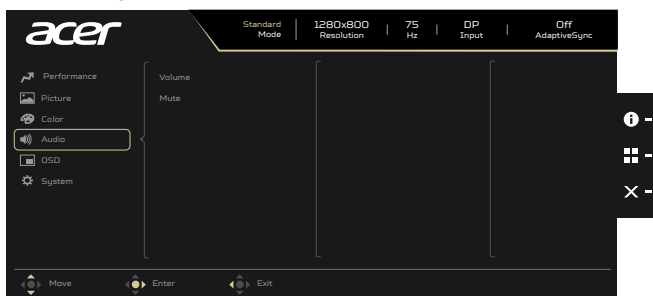 acer
Standard
Mode
1280x800
Resolution
75
Hz
DP
Input
Off
AdaptiveSync
Performance
Picture
Color
Audio
OSD
System
Volume
Mute
Move
Enter
Exit